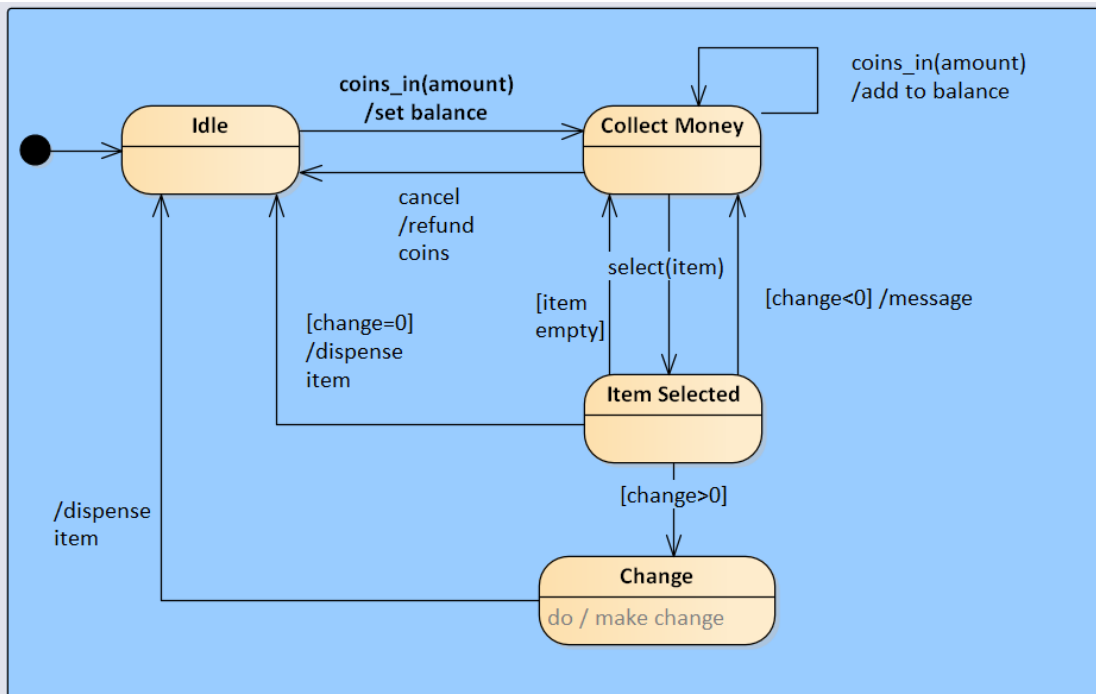 coins_in(amount)
/set balance
coins_in(amount)
/add to balance
Idle
Collect Money
cancel
/refund
coins
select(item)
[item
empty]
[change<0] /message
[change=0]
/dispense
item
Item Selected
[change>0]
/dispense
item
Change
do / make change